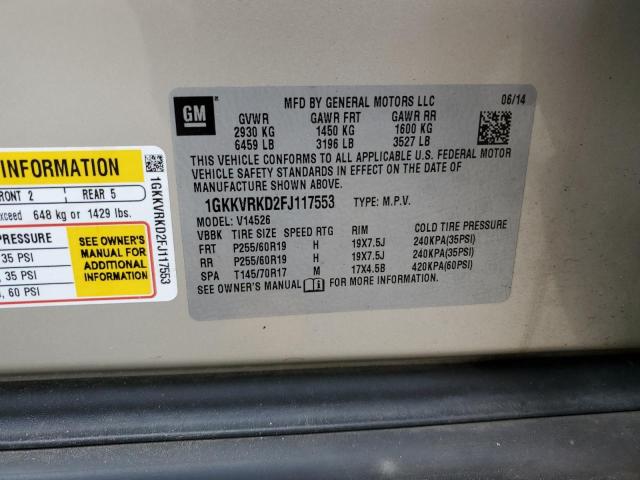 INFORMATION
RONT 2 REAR 5
xceed 648 kg or 1429 lbs.
PRESSURE
35 PSI
, 35 PSI
, 60 PSI
SEE OWNER'S
MANUAL FOR
ADDITIONAL
INFORMATION
1GKKVRKD2FJ117553
GM
MFD BY GENERAL MOTORS LLC 06/14
GVWR GAWR FRT GAWR RR
2930 KG 1450 KG 1600 KG
6459 LB 3196 LB 3527 LB
THIS VEHICLE CONFORMS TO ALL APPLICABLE U.S. FEDERAL MOTOR
VEHICLE SAFETY STANDARDS IN EFFECT ON THE DATE OF
MANUFACTURE SHOWN ABOVE.
1GKKVRKD2FJ117553 TYPE: M.P.V.
MODEL: V14526
VBBK TIRE SIZE SPEED RTG RIM COLD TIRE PRESSURE
FRT P255/60R19 H 19X7.5J 240KPA(35PSI)
RR P255/60R19 H 19X7.5J 240KPA(35PSI)
SPA T145/70R17 M 17X4.5B 420KPA(60PSI)
SEE OWNER'S MANUAL FOR MORE INFORMATION.